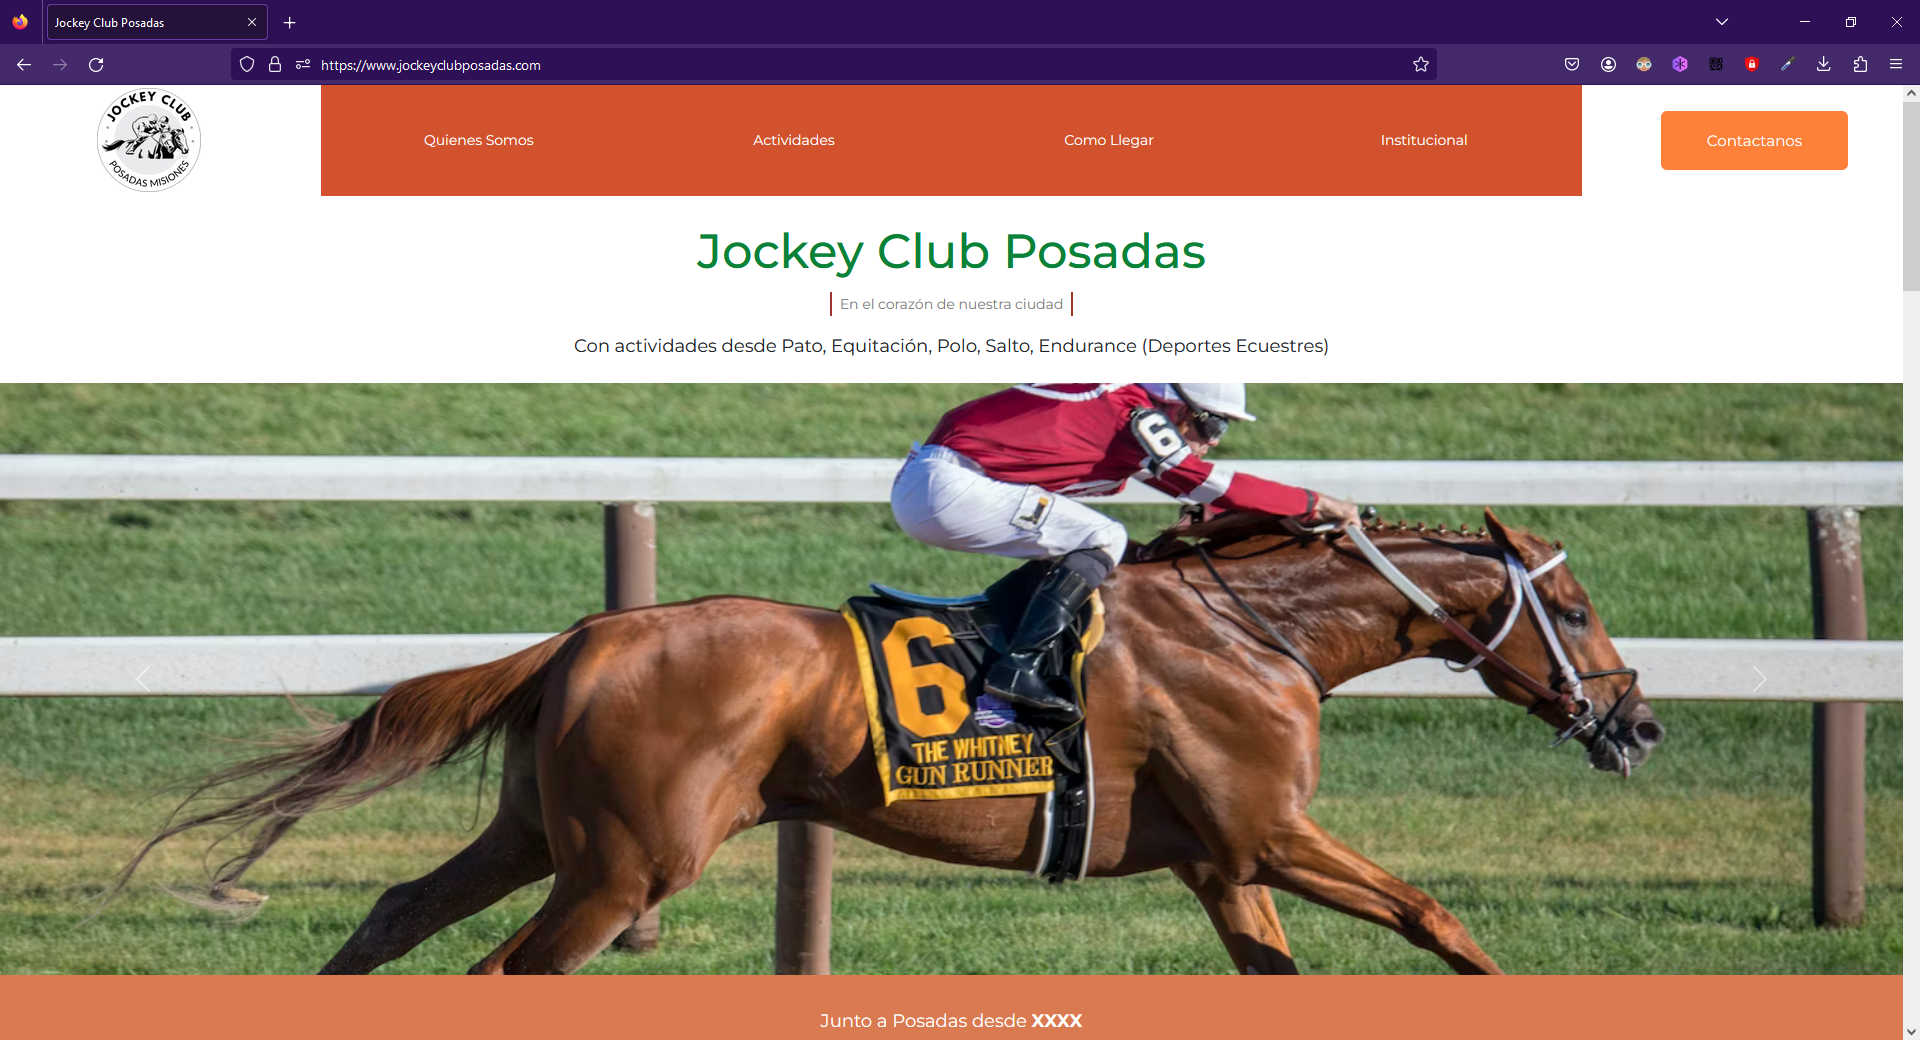 Jockey Club Posadas
https://www.jockeyclubposadas.com
JOCKEY CLUB
POSADAS MISIONES
Quienes Somos
Actividades
Como Llegar
Institucional
Contactanos
Jockey Club Posadas
En el corazón de nuestra ciudad
Con actividades desde Pato, Equitación, Polo, Salto, Endurance (Deportes Ecuestres)
6
6
THE WHITNEY
GUN RUNNER
Junto a Posadas desde XXXX